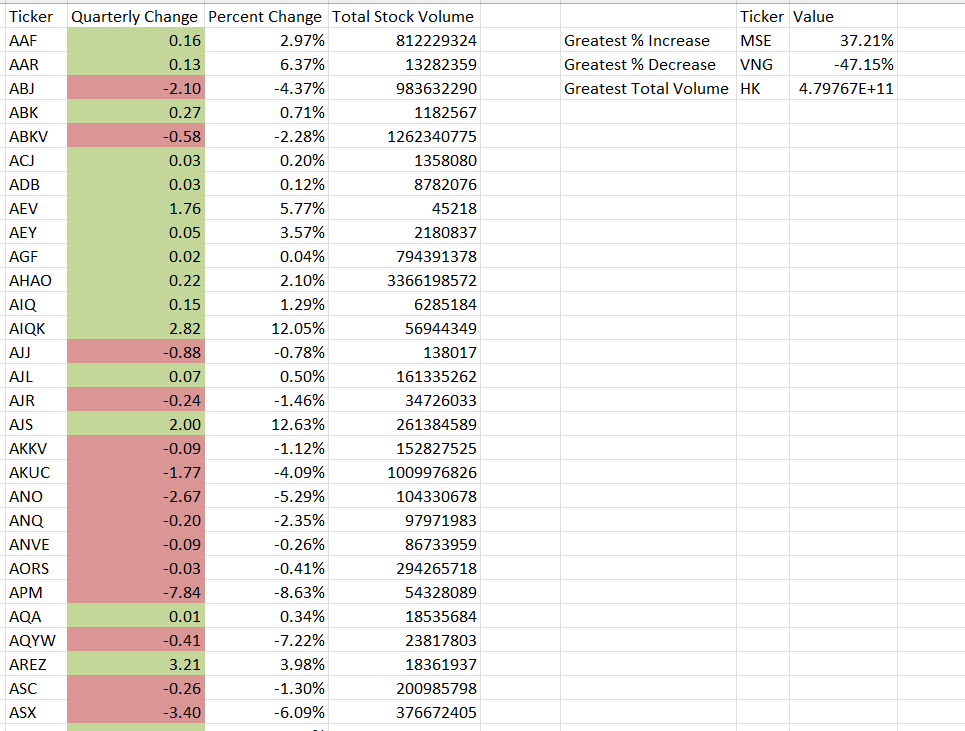 Ticker Quarterly Change Percent Change Total Stock Volume Ticker Value
AAF 0.16 2.97% 812229324 Greatest % Increase MSE 37.21%
AAR 0.13 6.37% 13282359 Greatest % Decrease VNG -47.15%
ABJ -2.10 -4.37% 983632290 Greatest Total Volume HK 4.79767E+11
ABK 0.27 0.71% 1182567
ABKV -0.58 -2.28% 1262340775
ACJ 0.03 0.20% 1358080
ADB 0.03 0.12% 8782076
AEV 1.76 5.77% 45218
AEY 0.05 3.57% 2180837
AGF 0.02 0.04% 794391378
AHAO 0.22 2.10% 3366198572
AIQ 0.15 1.29% 6285184
AIQK 2.82 12.05% 56944349
AJJ -0.88 -0.78% 138017
AJL 0.07 0.50% 161335262
AJR -0.24 -1.46% 34726033
AJS 2.00 12.63% 261384589
AKKV -0.09 -1.12% 152827525
AKUC -1.77 -4.09% 1009976826
ANO -2.67 -5.29% 104330678
ANQ -0.20 -2.35% 97971983
ANVE -0.09 -0.26% 86733959
AORS -0.03 -0.41% 294265718
APM -7.84 -8.63% 54328089
AQA 0.01 0.34% 18535684
AQYW -0.41 -7.22% 23817803
AREZ 3.21 3.98% 18361937
ASC -0.26 -1.30% 200985798
ASX -3.40 -6.09% 376672405